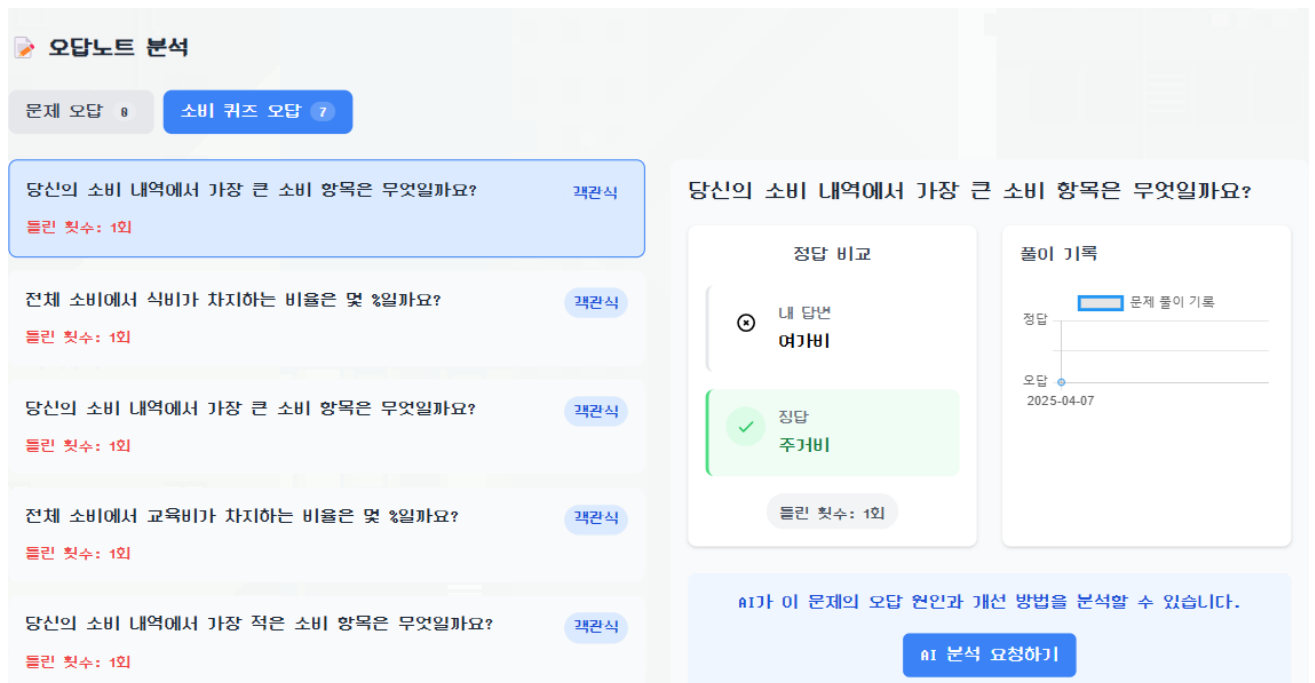 오답노트 분석
문제 오답 0
소비 퀴즈 오답 7
당신의 소비 내역에서 가장 큰 소비 항목은 무엇일까요?
객관식
틀린 횟수: 1회
전체 소비에서 식비가 차지하는 비율은 몇 %일까요?
객관식
틀린 횟수: 1회
당신의 소비 내역에서 가장 큰 소비 항목은 무엇일까요?
객관식
틀린 횟수: 1회
전체 소비에서 교육비가 차지하는 비율은 몇 %일까요?
객관식
틀린 횟수: 1회
당신의 소비 내역에서 가장 적은 소비 항목은 무엇일까요?
객관식
틀린 횟수: 1회
당신의 소비 내역에서 가장 큰 소비 항목은 무엇일까요?
정답 비교
내 답변
여가비
정답
주거비
틀린 횟수: 1회
풀이 기록
문제 풀이 기록
정답
오답
2025-04-07
AI가 이 문제의 오답 원인과 개선 방법을 분석할 수 있습니다.
AI 분석 요청하기